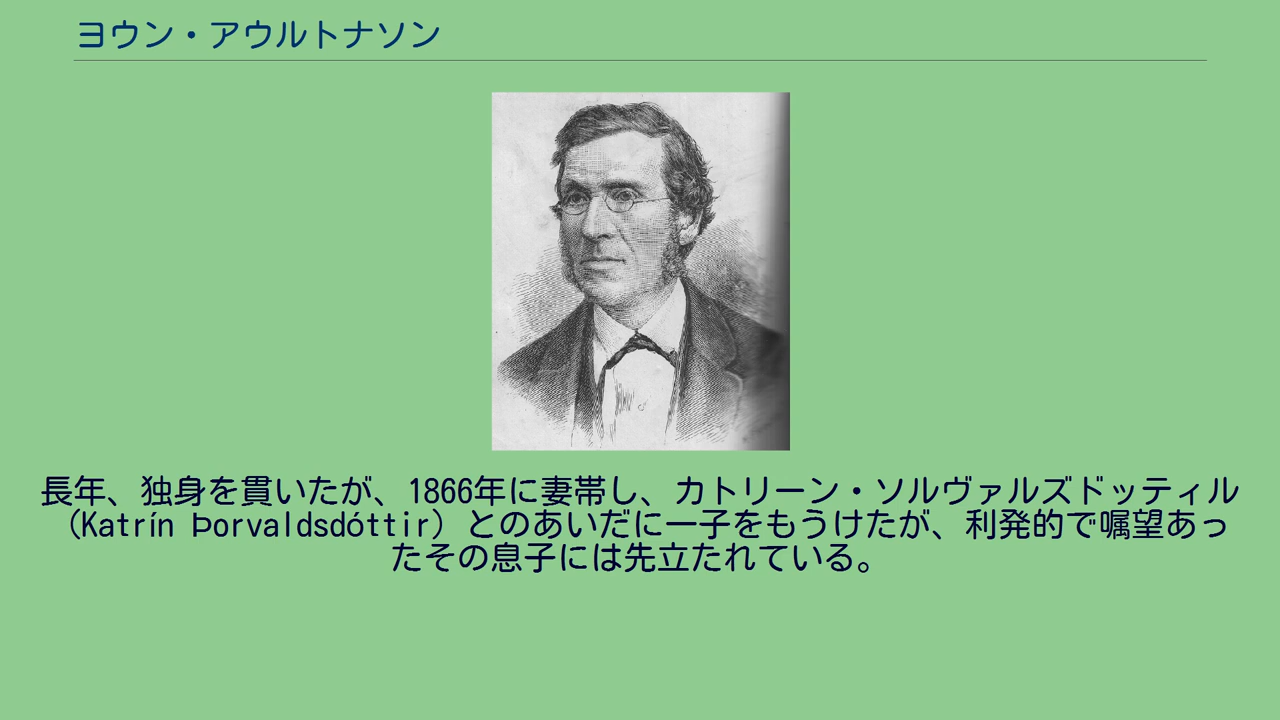 ヨウン・アウルトナソン
長年、独身を貫いたが、1866年に妻帯し、カトリーン・ソルヴァルズドッティル
（Katrín Þorvaldsdóttir）とのあいだに一子をもうけたが、利発的で嘱望あっ
たその息子には先立たれている。